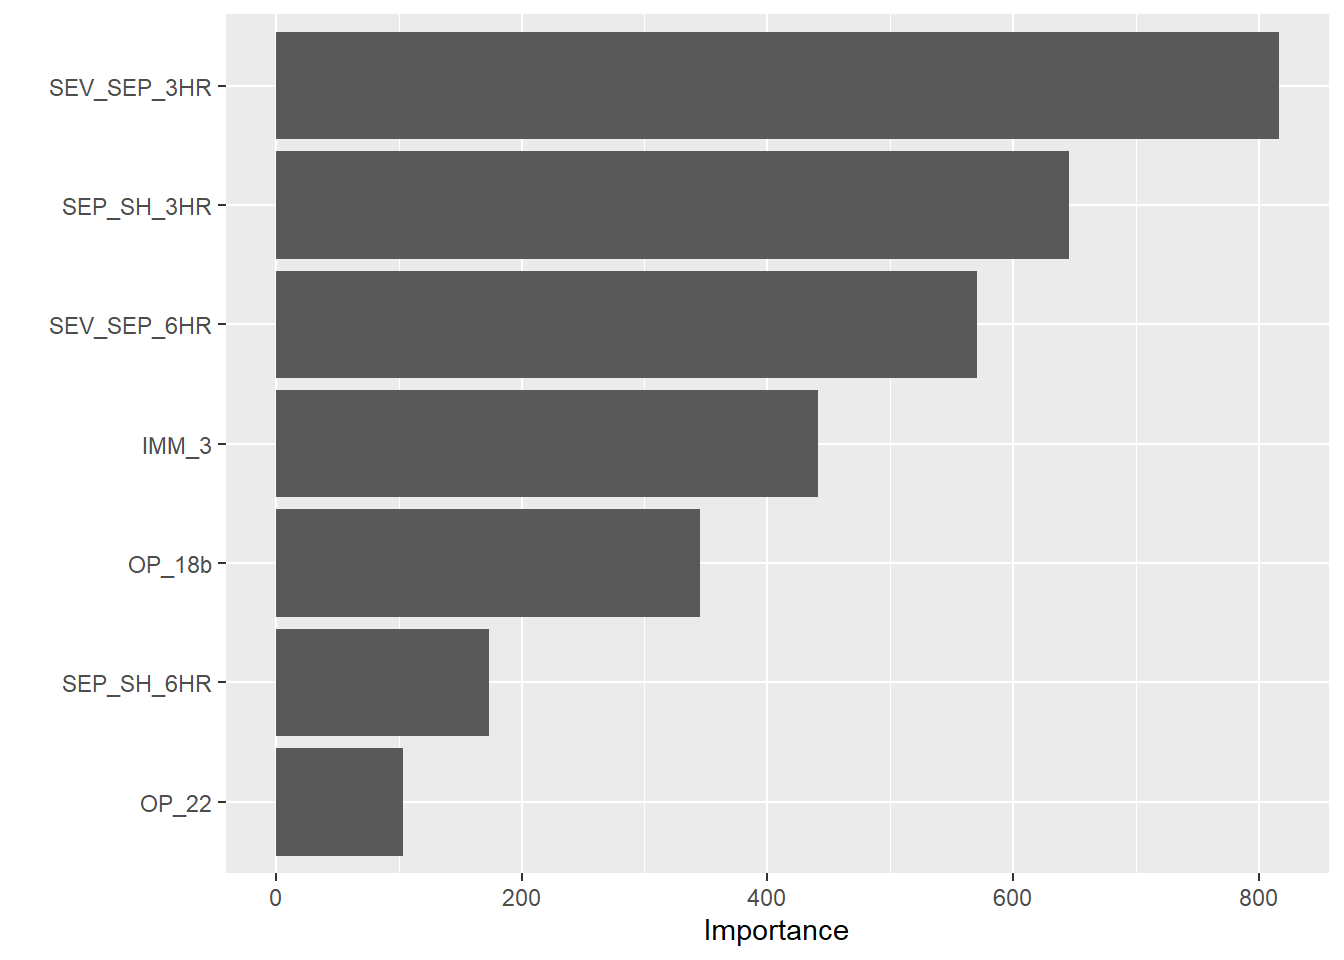 SEV_SEP_3HR
SEP_SH_3HR
SEV_SEP_6HR
IMM_3
OP_18b
SEP_SH_6HR
OP_22
0 200 400 600 800
Importance